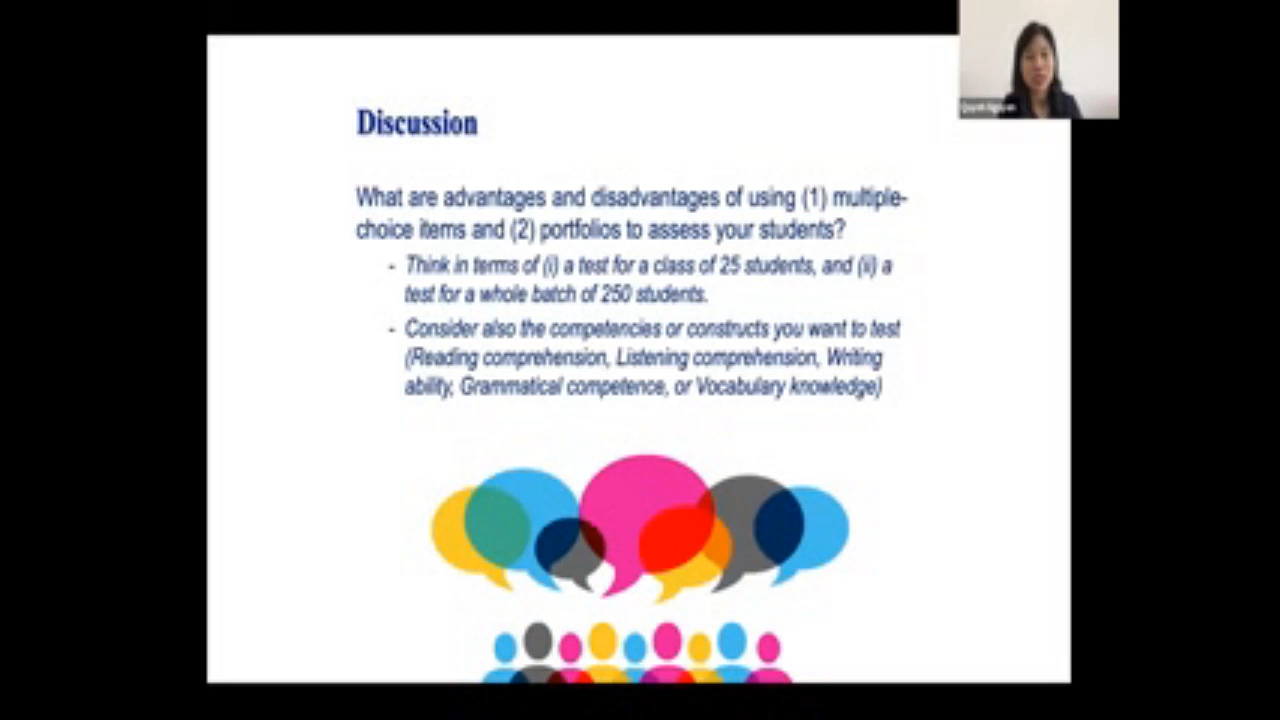 Discussion
What are advantages and disadvantages of using (1) multiple-
choice items and (2) portfolios to assess your students?
- Think in terms of (i) a test for a class of 25 students, and (ii) a
test for a whole batch of 250 students.
- Consider also the competencies or constructs you want to test
(Reading comprehension, Listening comprehension, Writing
ability, Grammatical competence, or Vocabulary knowledge)